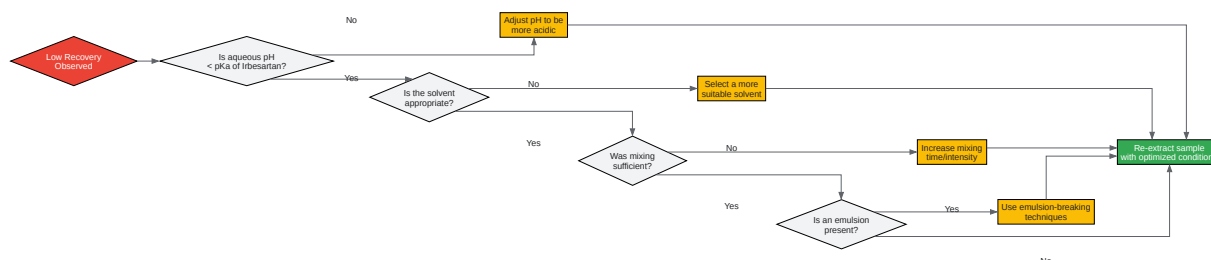 No
Adjust pH to be
more acidic
Low Recovery
Observed
Is aqueous pH
< pKa of Irbesartan?
Yes
Is the solvent
appropriate?
No
Select a more
suitable solvent
Yes
Was mixing
sufficient?
No
Increase mixing
time/intensity
Re-extract sample
with optimized condition
Yes
Is an emulsion
present?
Yes
Use emulsion-breaking
techniques
No